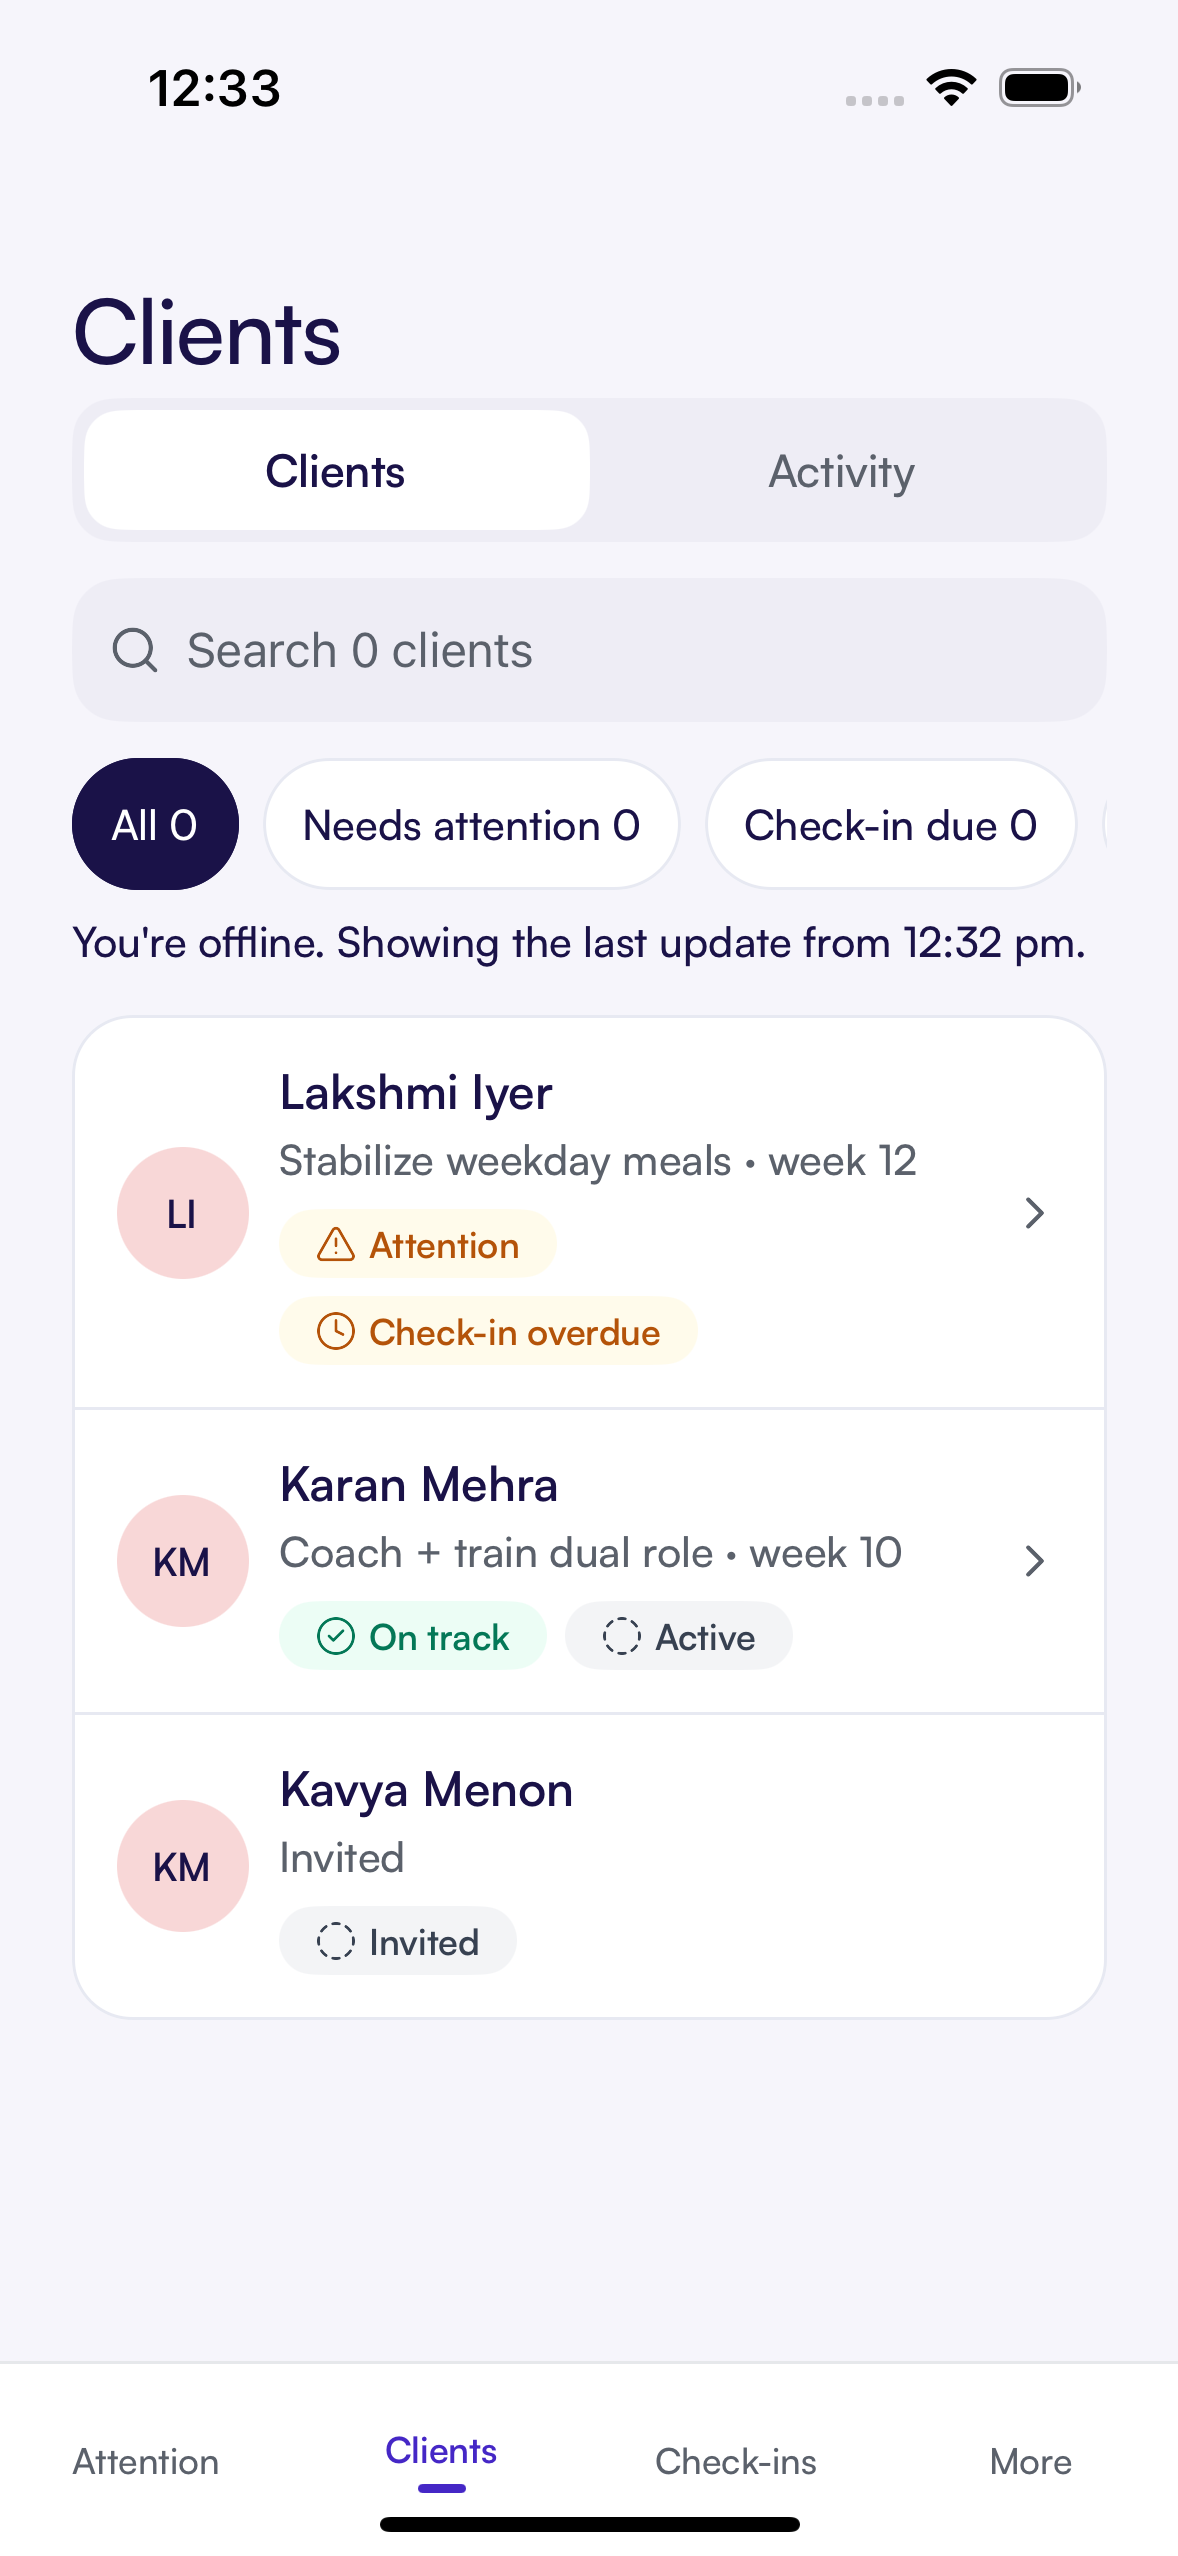 12:33
Clients
Clients Activity
Search 0 clients
All 0 Needs attention 0 Check-in due 0
You're offline. Showing the last update from 12:32 pm.
Lakshmi Iyer
Stabilize weekday meals · week 12
LI
Attention
Check-in overdue
Karan Mehra
Coach + train dual role · week 10
KM
On track Active
Kavya Menon
Invited
KM
Invited
Attention Clients Check-ins More